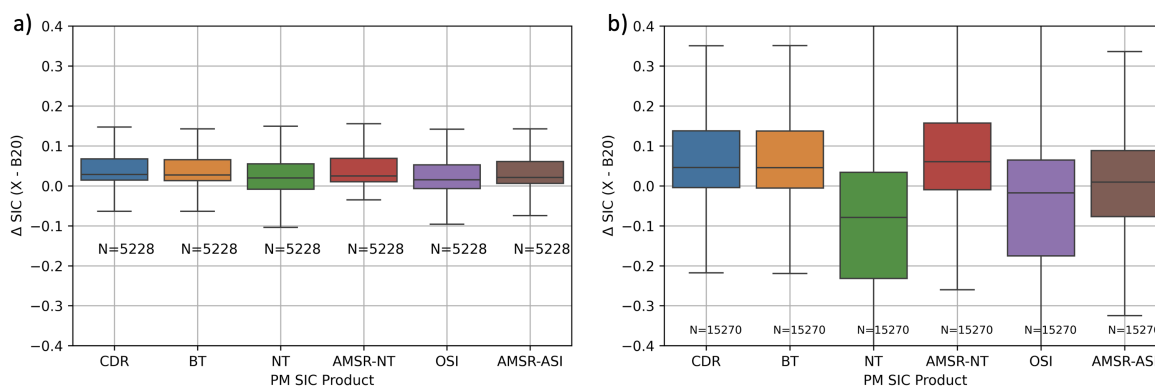 a)
0.4
0.3
0.2
0.1
0.0
−0.1
−0.2
−0.3
−0.4
Δ SIC (X - B20)
N=5228 N=5228 N=5228 N=5228 N=5228 N=5228
CDR BT NT AMSR-NT OSI AMSR-ASI
PM SIC Product
b)
0.4
0.3
0.2
0.1
0.0
−0.1
−0.2
−0.3
−0.4
Δ SIC (X - B20)
N=15270 N=15270 N=15270 N=15270 N=15270 N=15270
CDR BT NT AMSR-NT OSI AMSR-AS
PM SIC Product